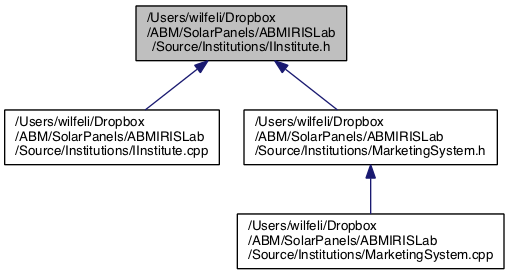 /Users/wilfeli/Dropbox
/ABM/SolarPanels/ABMIRISLab
/Source/Institutions/IInstitute.h
/Users/wilfeli/Dropbox
/ABM/SolarPanels/ABMIRISLab
/Source/Institutions/IInstitute.cpp
/Users/wilfeli/Dropbox
/ABM/SolarPanels/ABMIRISLab
/Source/Institutions/MarketingSystem.h
/Users/wilfeli/Dropbox
/ABM/SolarPanels/ABMIRISLab
/Source/Institutions/MarketingSystem.cpp